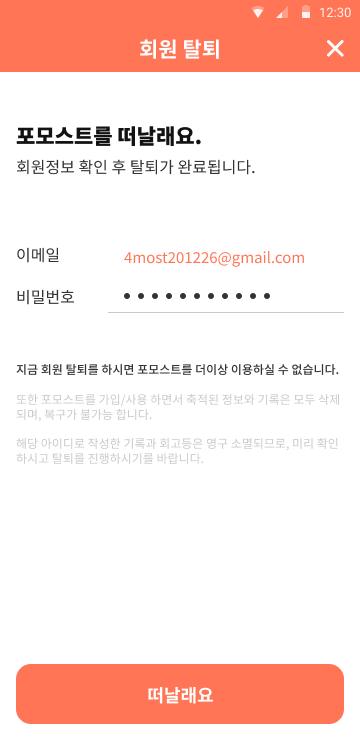 12:30
회원 탈퇴
포모스트를 떠날래요.
회원정보 확인 후 탈퇴가 완료됩니다.
이메일 4most201226@gmail.com
비밀번호 ● ● ● ● ● ● ● ● ● ● ●
지금 회원 탈퇴를 하시면 포모스트를 더이상 이용하실 수 없습니다.
또한 포모스트를 가입/사용 하면서 축적된 정보와 기록은 모두 삭제
되며, 복구가 불가능 합니다.
해당 아이디로 작성한 기록과 회고등은 영구 소멸되므로, 미리 확인
하시고 탈퇴를 진행하시기를 바랍니다.
떠날래요